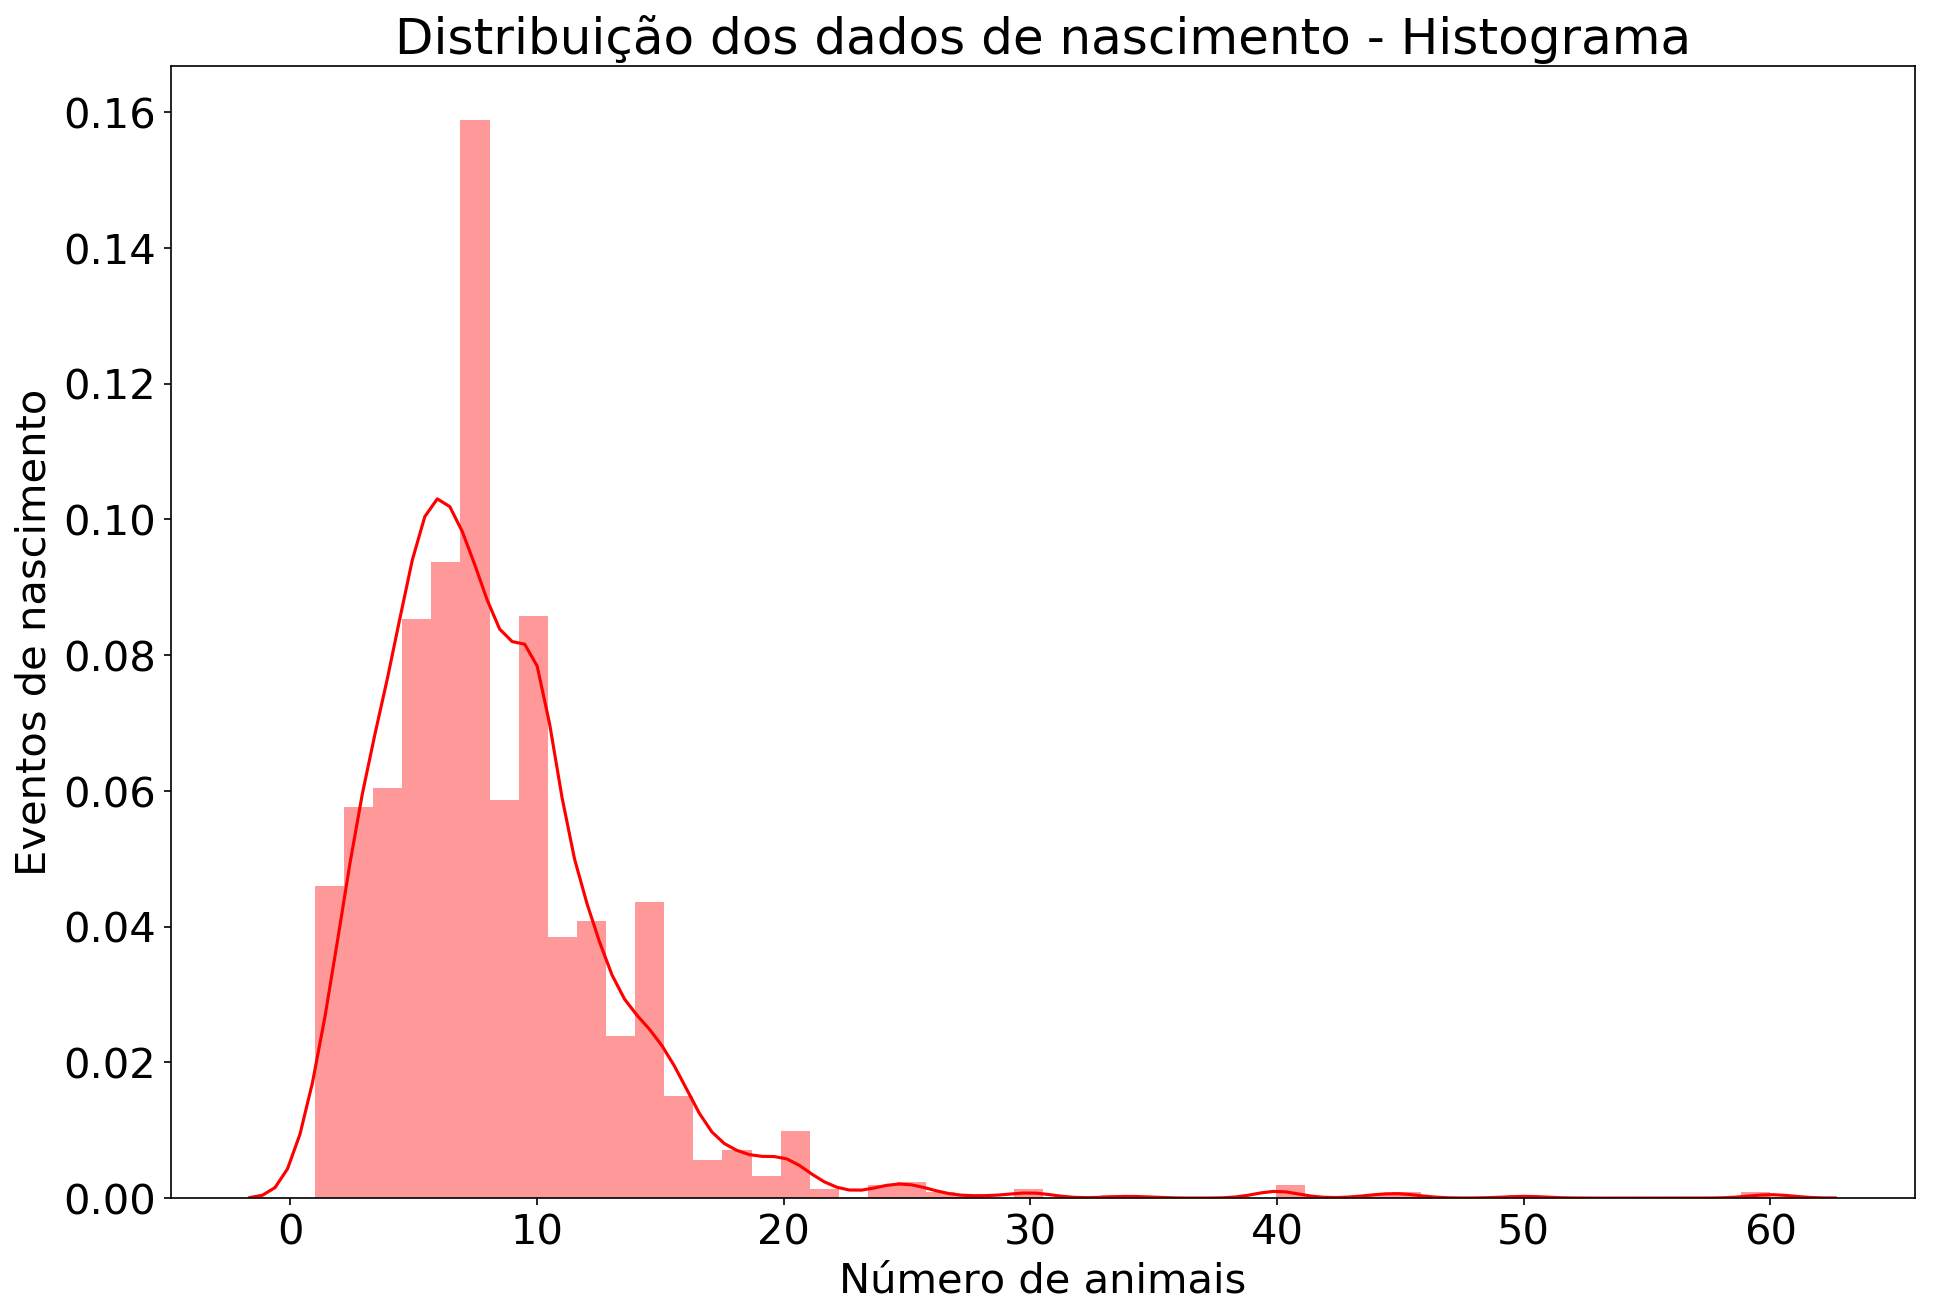 Distribuição dos dados de nascimento - Histograma
0.16
0.14
0.12
0.10
0.08
0.06
0.04
0.02
0.00
Eventos de nascimento
0 10 20 30 40 50 60
Número de animais